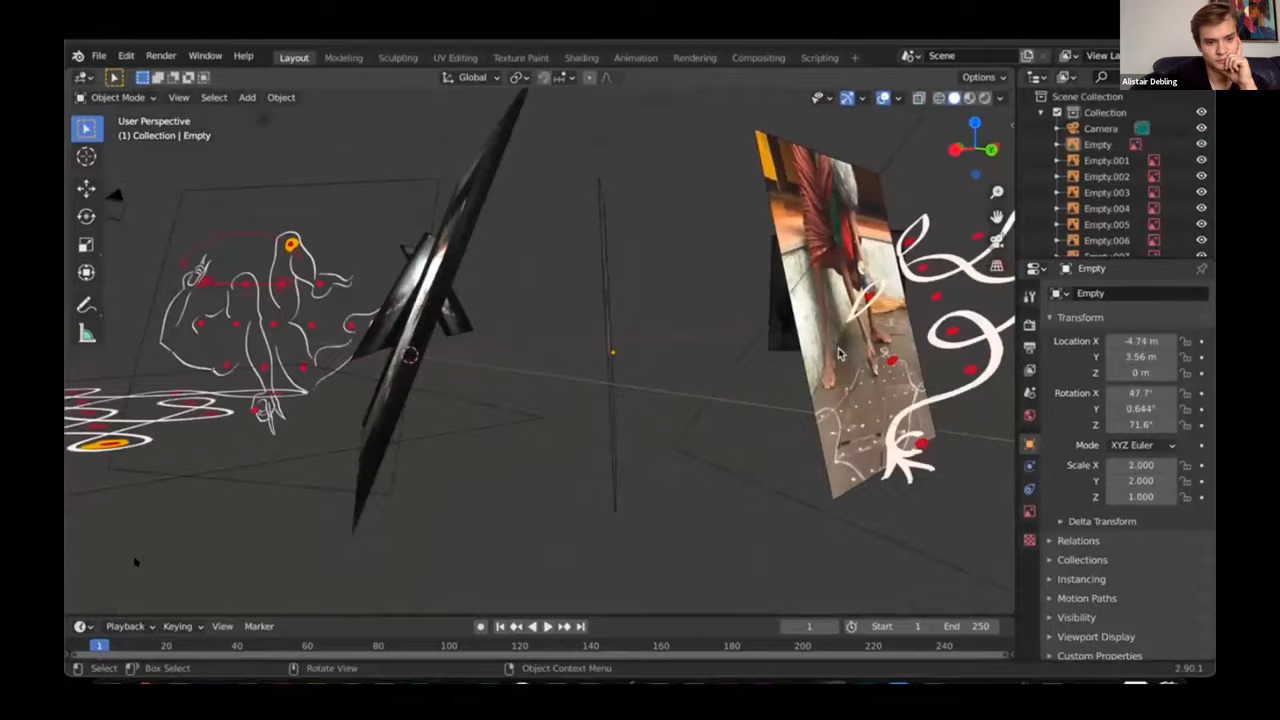 File Edit Render Window Help Layout Modeling Sculpting UV Editing Texture Paint Shading Animation Rendering Compositing Scripting Scene View La
Alistair Debling
Global Options
Object Mode View Select Add Object
User Perspective
(1) Collection | Empty
Z
Y
Scene Collection
Collection
Camera
Empty
Empty.001
Empty.002
Empty.003
Empty.004
Empty.005
Empty.006
Empty
Empty
Transform
Location X -4.74 m
Y 3.56 m
Z 0 m
Rotation X 47.7°
Y 0.644°
Z 71.6°
Mode XYZ Euler
Scale X 2.000
Y 2.000
Z 1.000
Delta Transform
Relations
Collections
Instancing
Motion Paths
Visibility
Viewport Display
Custom Properties
Playback Keying View Marker 1 Start 1 End 250
1 20 40 60 80 100 120 140 160 180 200 220 240
Select Box Select Rotate View Object Context Menu 2.90.1